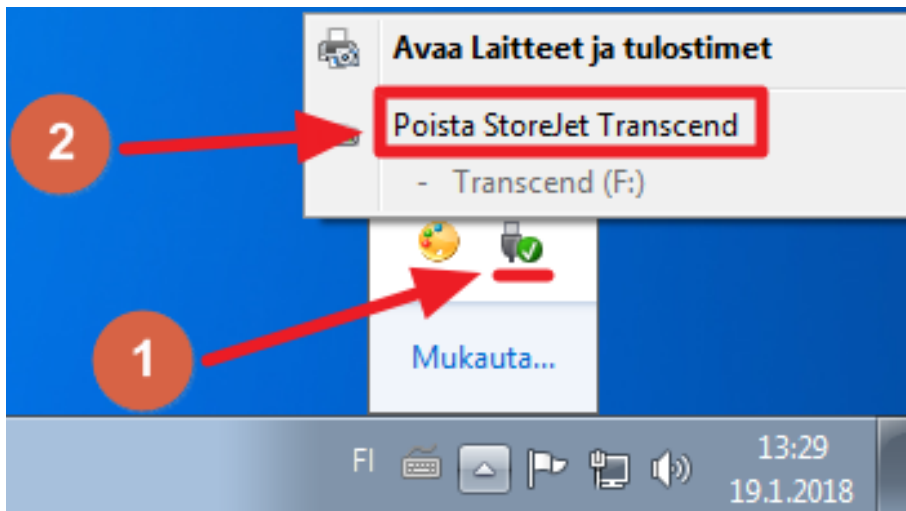 Avaa Laitteet ja tulostimet
2
Poista StoreJet Transcend
- Transcend (F:)
1
Mukauta...
FI
13:29
19.1.2018